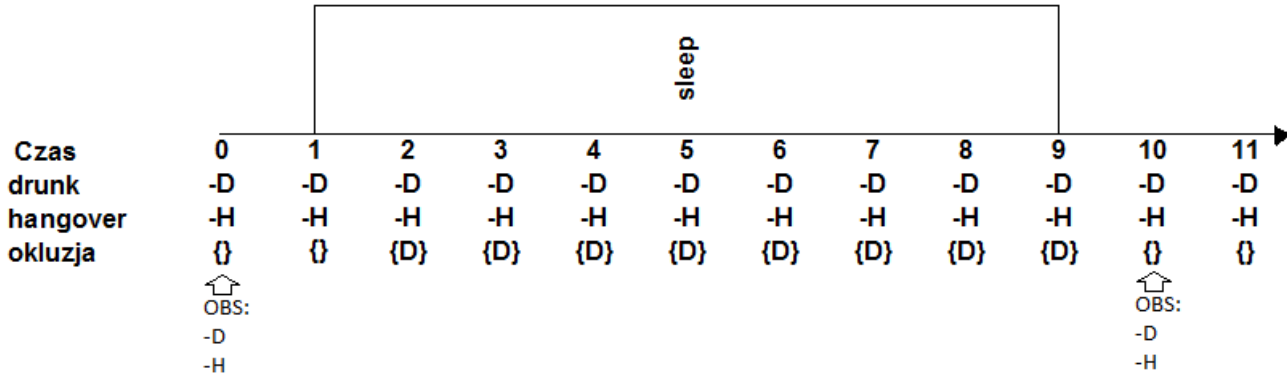 sleep
Czas 0 1 2 3 4 5 6 7 8 9 10 11
drunk -D -D -D -D -D -D -D -D -D -D -D -D
hangover -H -H -H -H -H -H -H -H -H -H -H -H
okluzja {} {} {D} {D} {D} {D} {D} {D} {D} {D} {} {}
OBS: OBS:
-D -D
-H -H